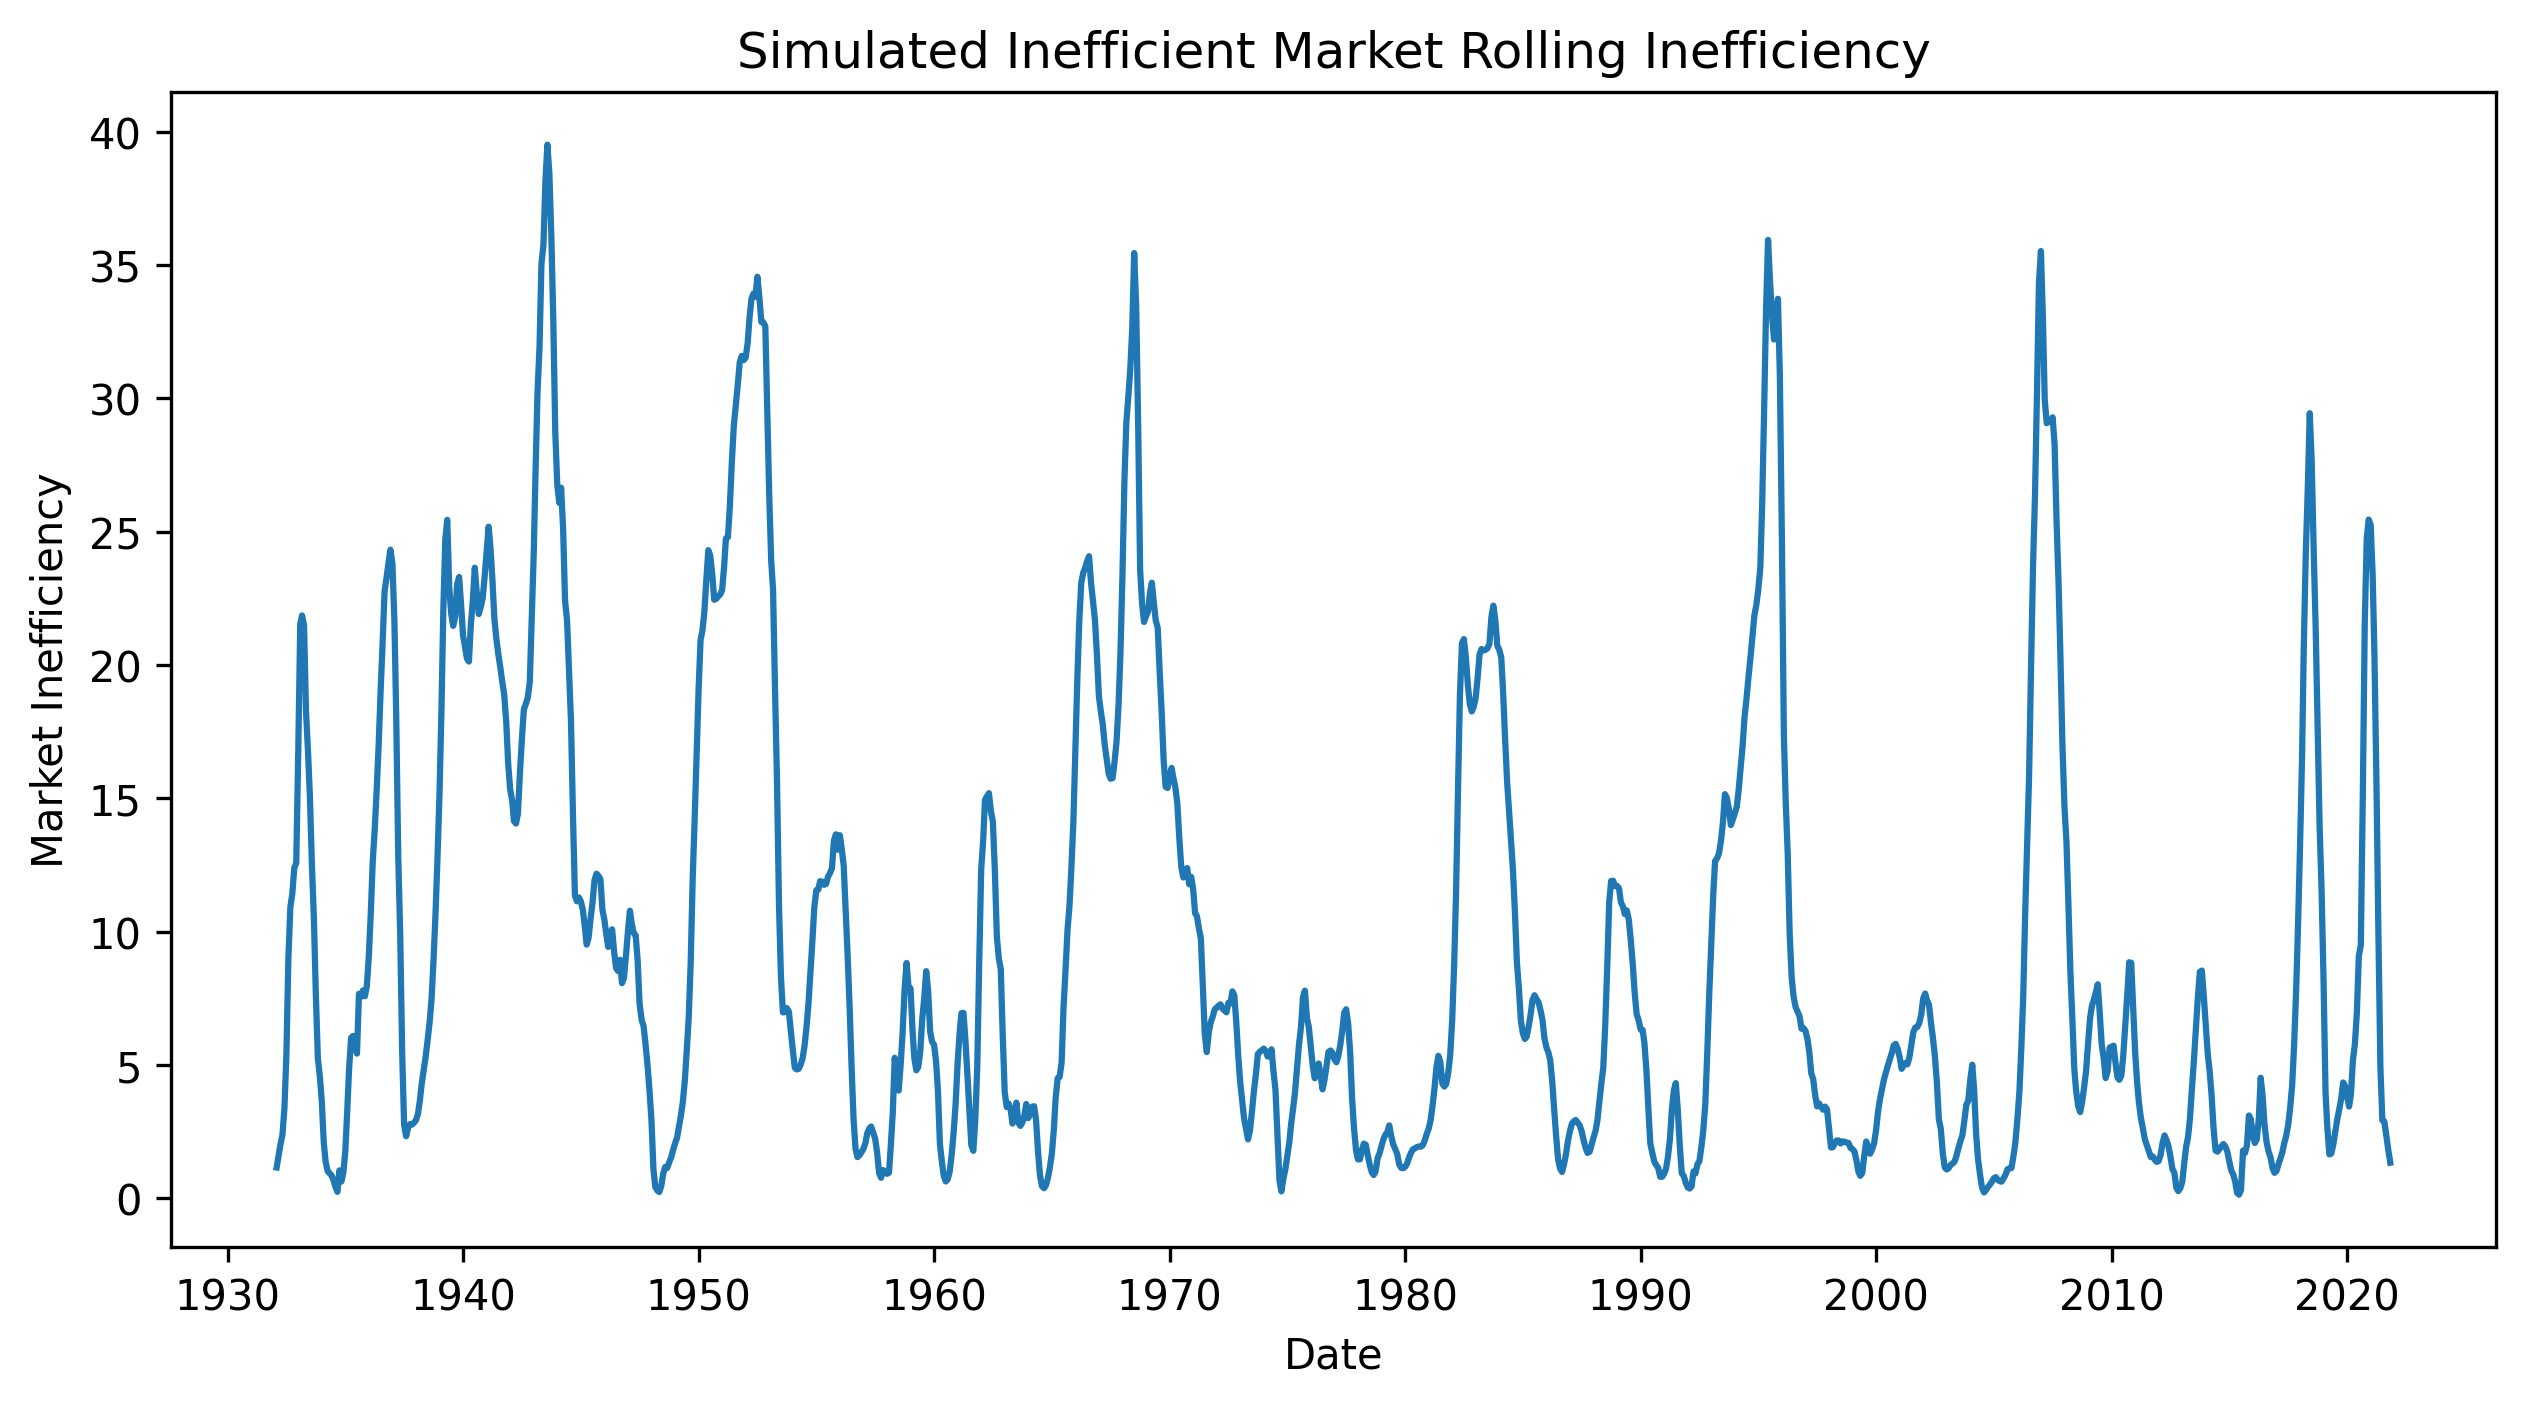 Simulated Inefficient Market Rolling Inefficiency
Market Inefficiency
40
35
30
25
20
15
10
5
0
1930 1940 1950 1960 1970 1980 1990 2000 2010 2020
Date